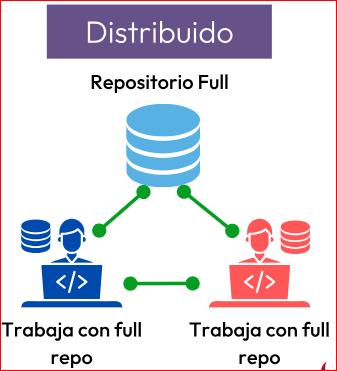 Distribuido
Repositorio Full
</>
</>
Trabaja con full
repo
Trabaja con full
repo